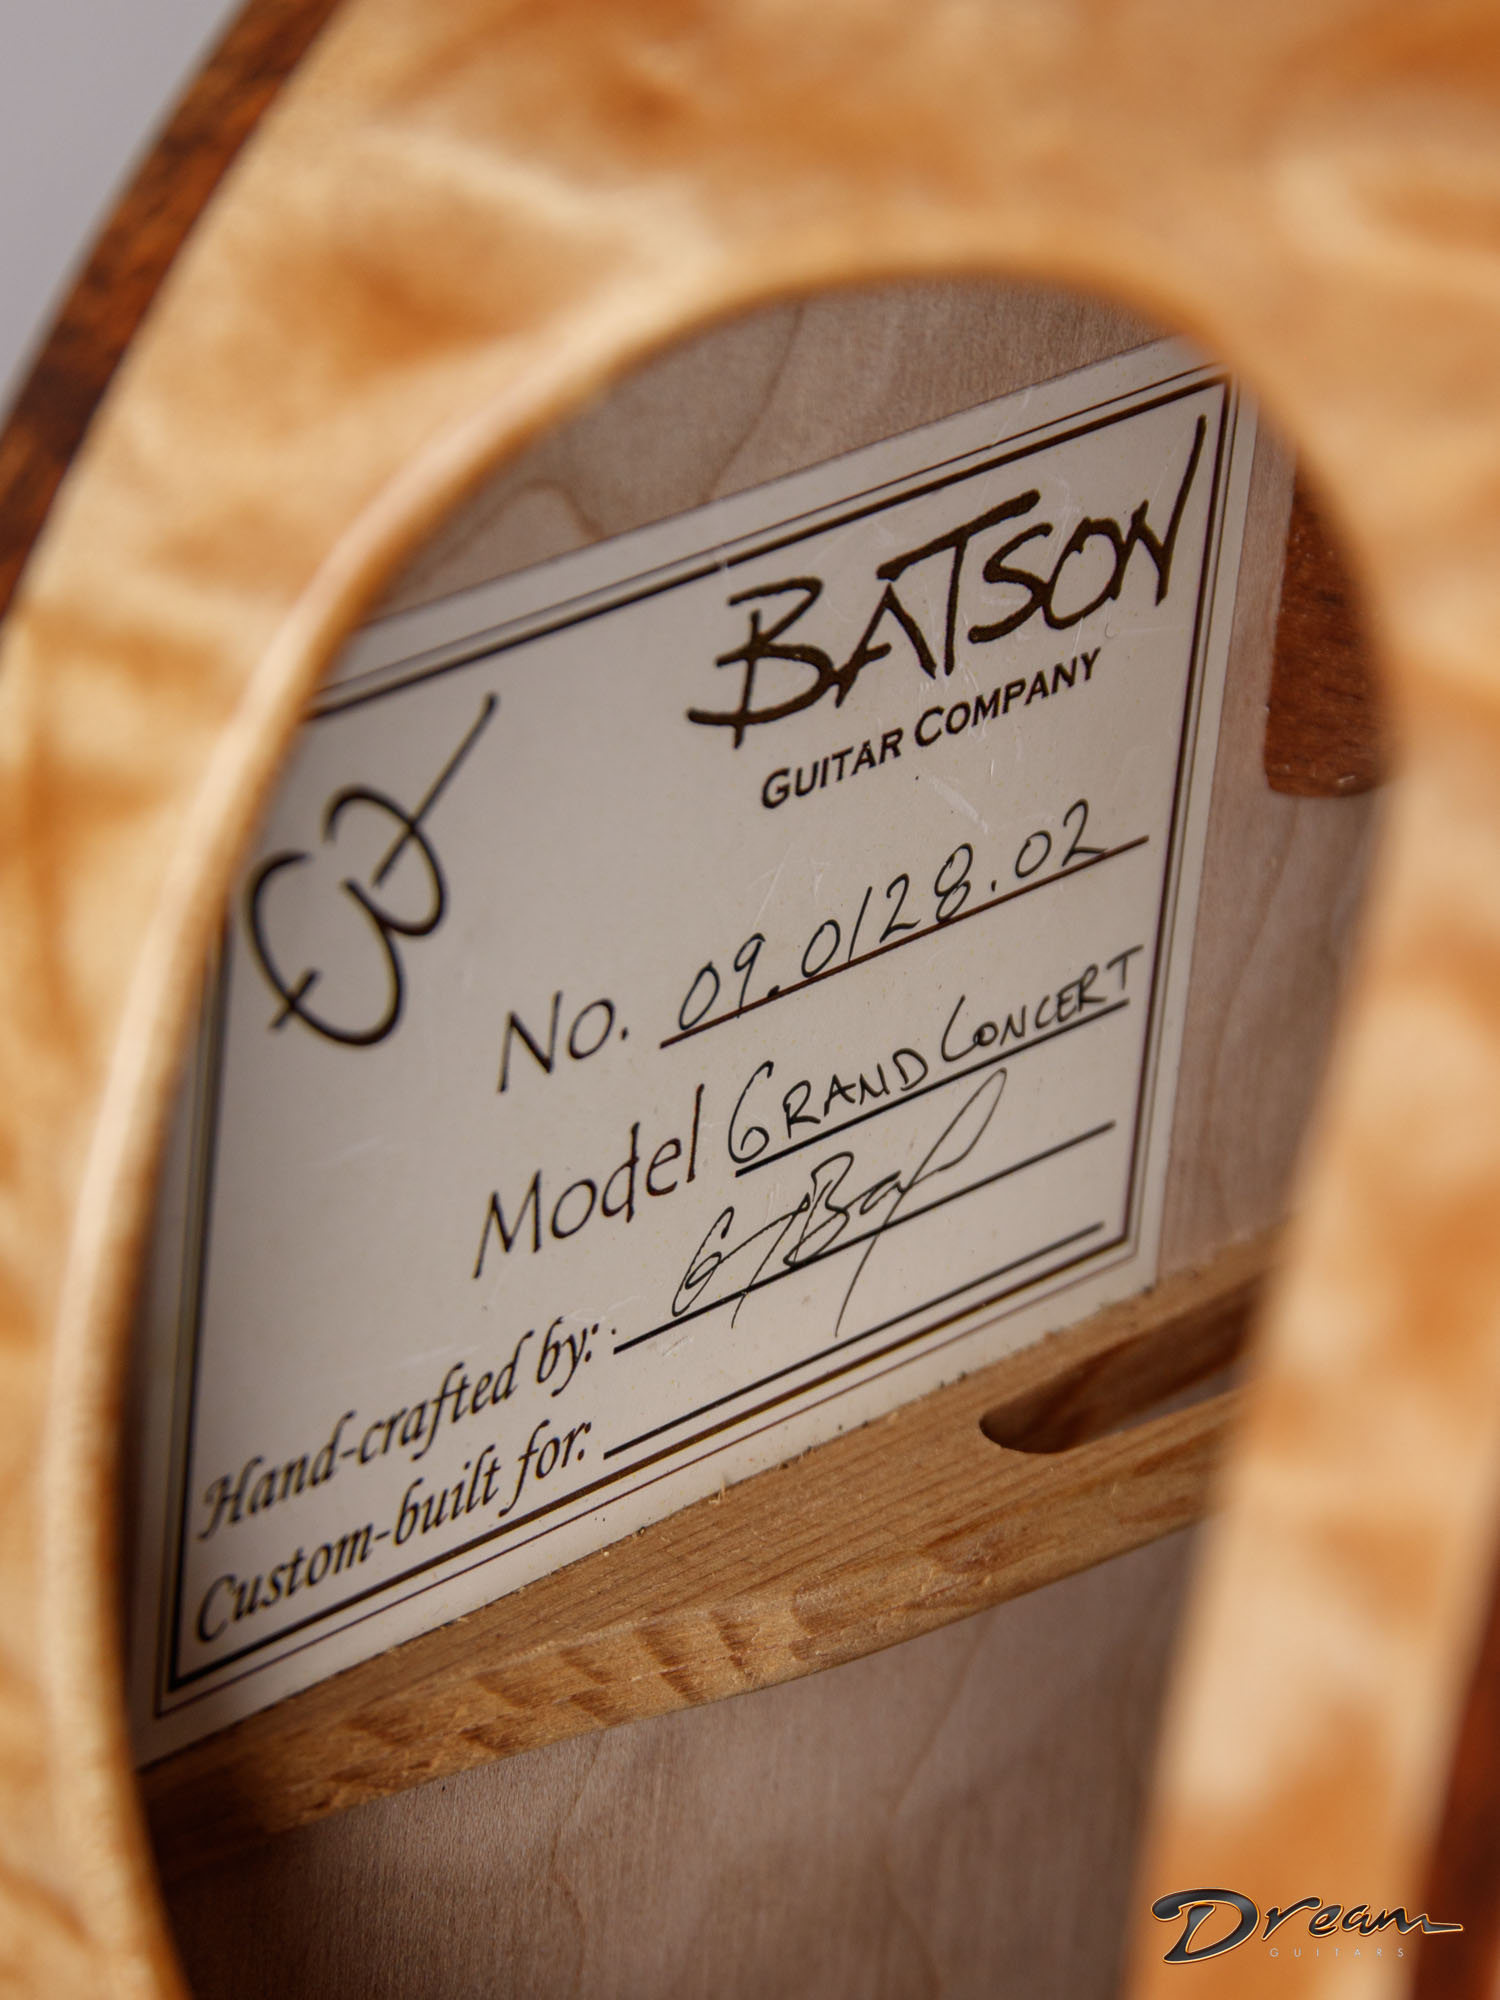 BATSON
GUITAR COMPANY
No. 09.0128.02
Model GRAND CONCERT
Hand-crafted by:
Custom-built for:
Dream
GUITARS